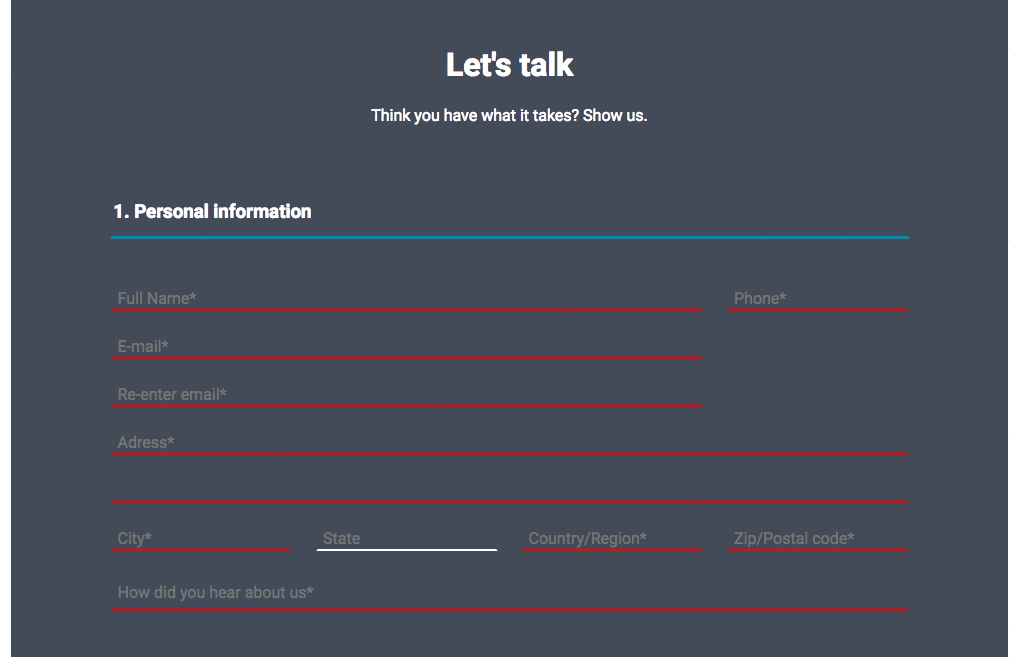 Let's talk
Think you have what it takes? Show us.
1. Personal information
Full Name* Phone*
E-mail*
Re-enter email*
Adress*
City* State Country/Region* Zip/Postal code*
How did you hear about us*